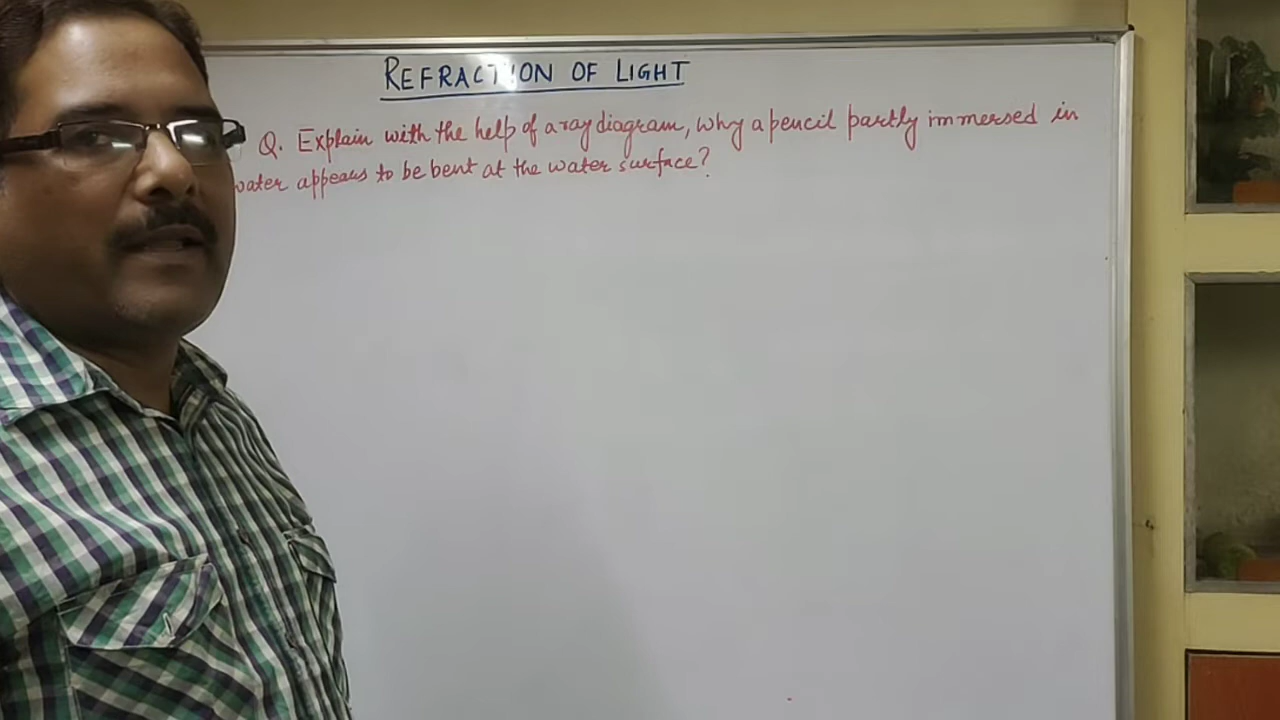 REFRACTION OF LIGHT
Q. Explain with the help of a ray diagram, why a pencil partly immersed in
water appears to be bent at the water surface?